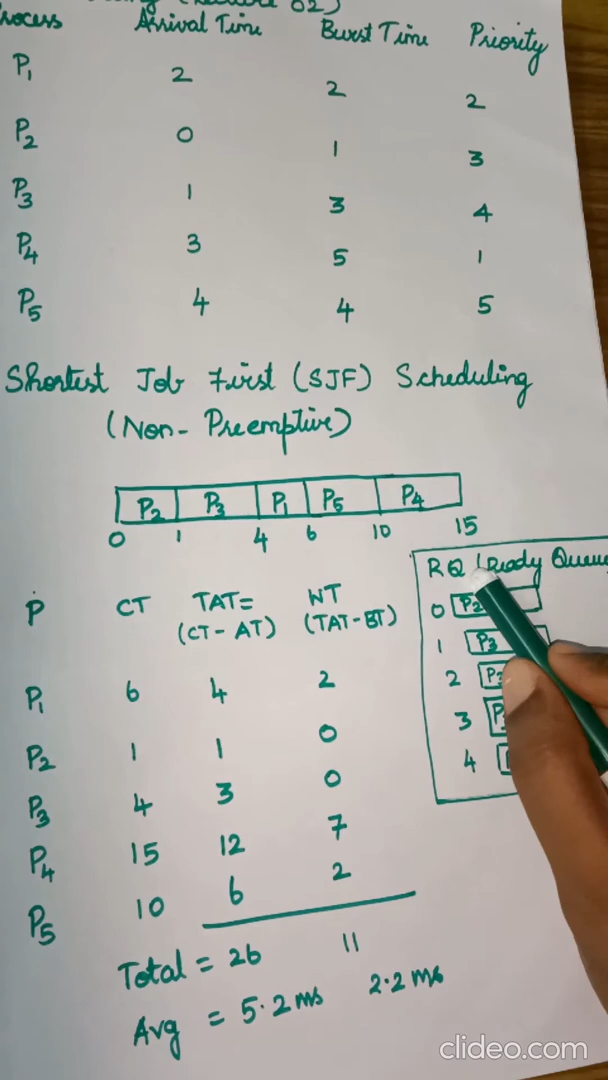 Process Arrival Time Burst Time Priority
P1 2 2 2
P2 0 1 3
P3 1 3 4
P4 3 5 1
P5 4 4 5
Shortest Job First (SJF) Scheduling
(Non-Preemptive)
P2 P3 P1 P5 P4
0 1 4 6 10 15
RQ (Ready Queue
0 P2
1 P3
2
3
4
P CT TAT= WT
(CT-AT) (TAT-BT)
P1 6 4 2
P2 1 1 0
P3 4 3 0
P4 15 12 7
P5 10 6 2
Total = 26 11
Avg = 5.2 ms 2.2 ms
clideo.com